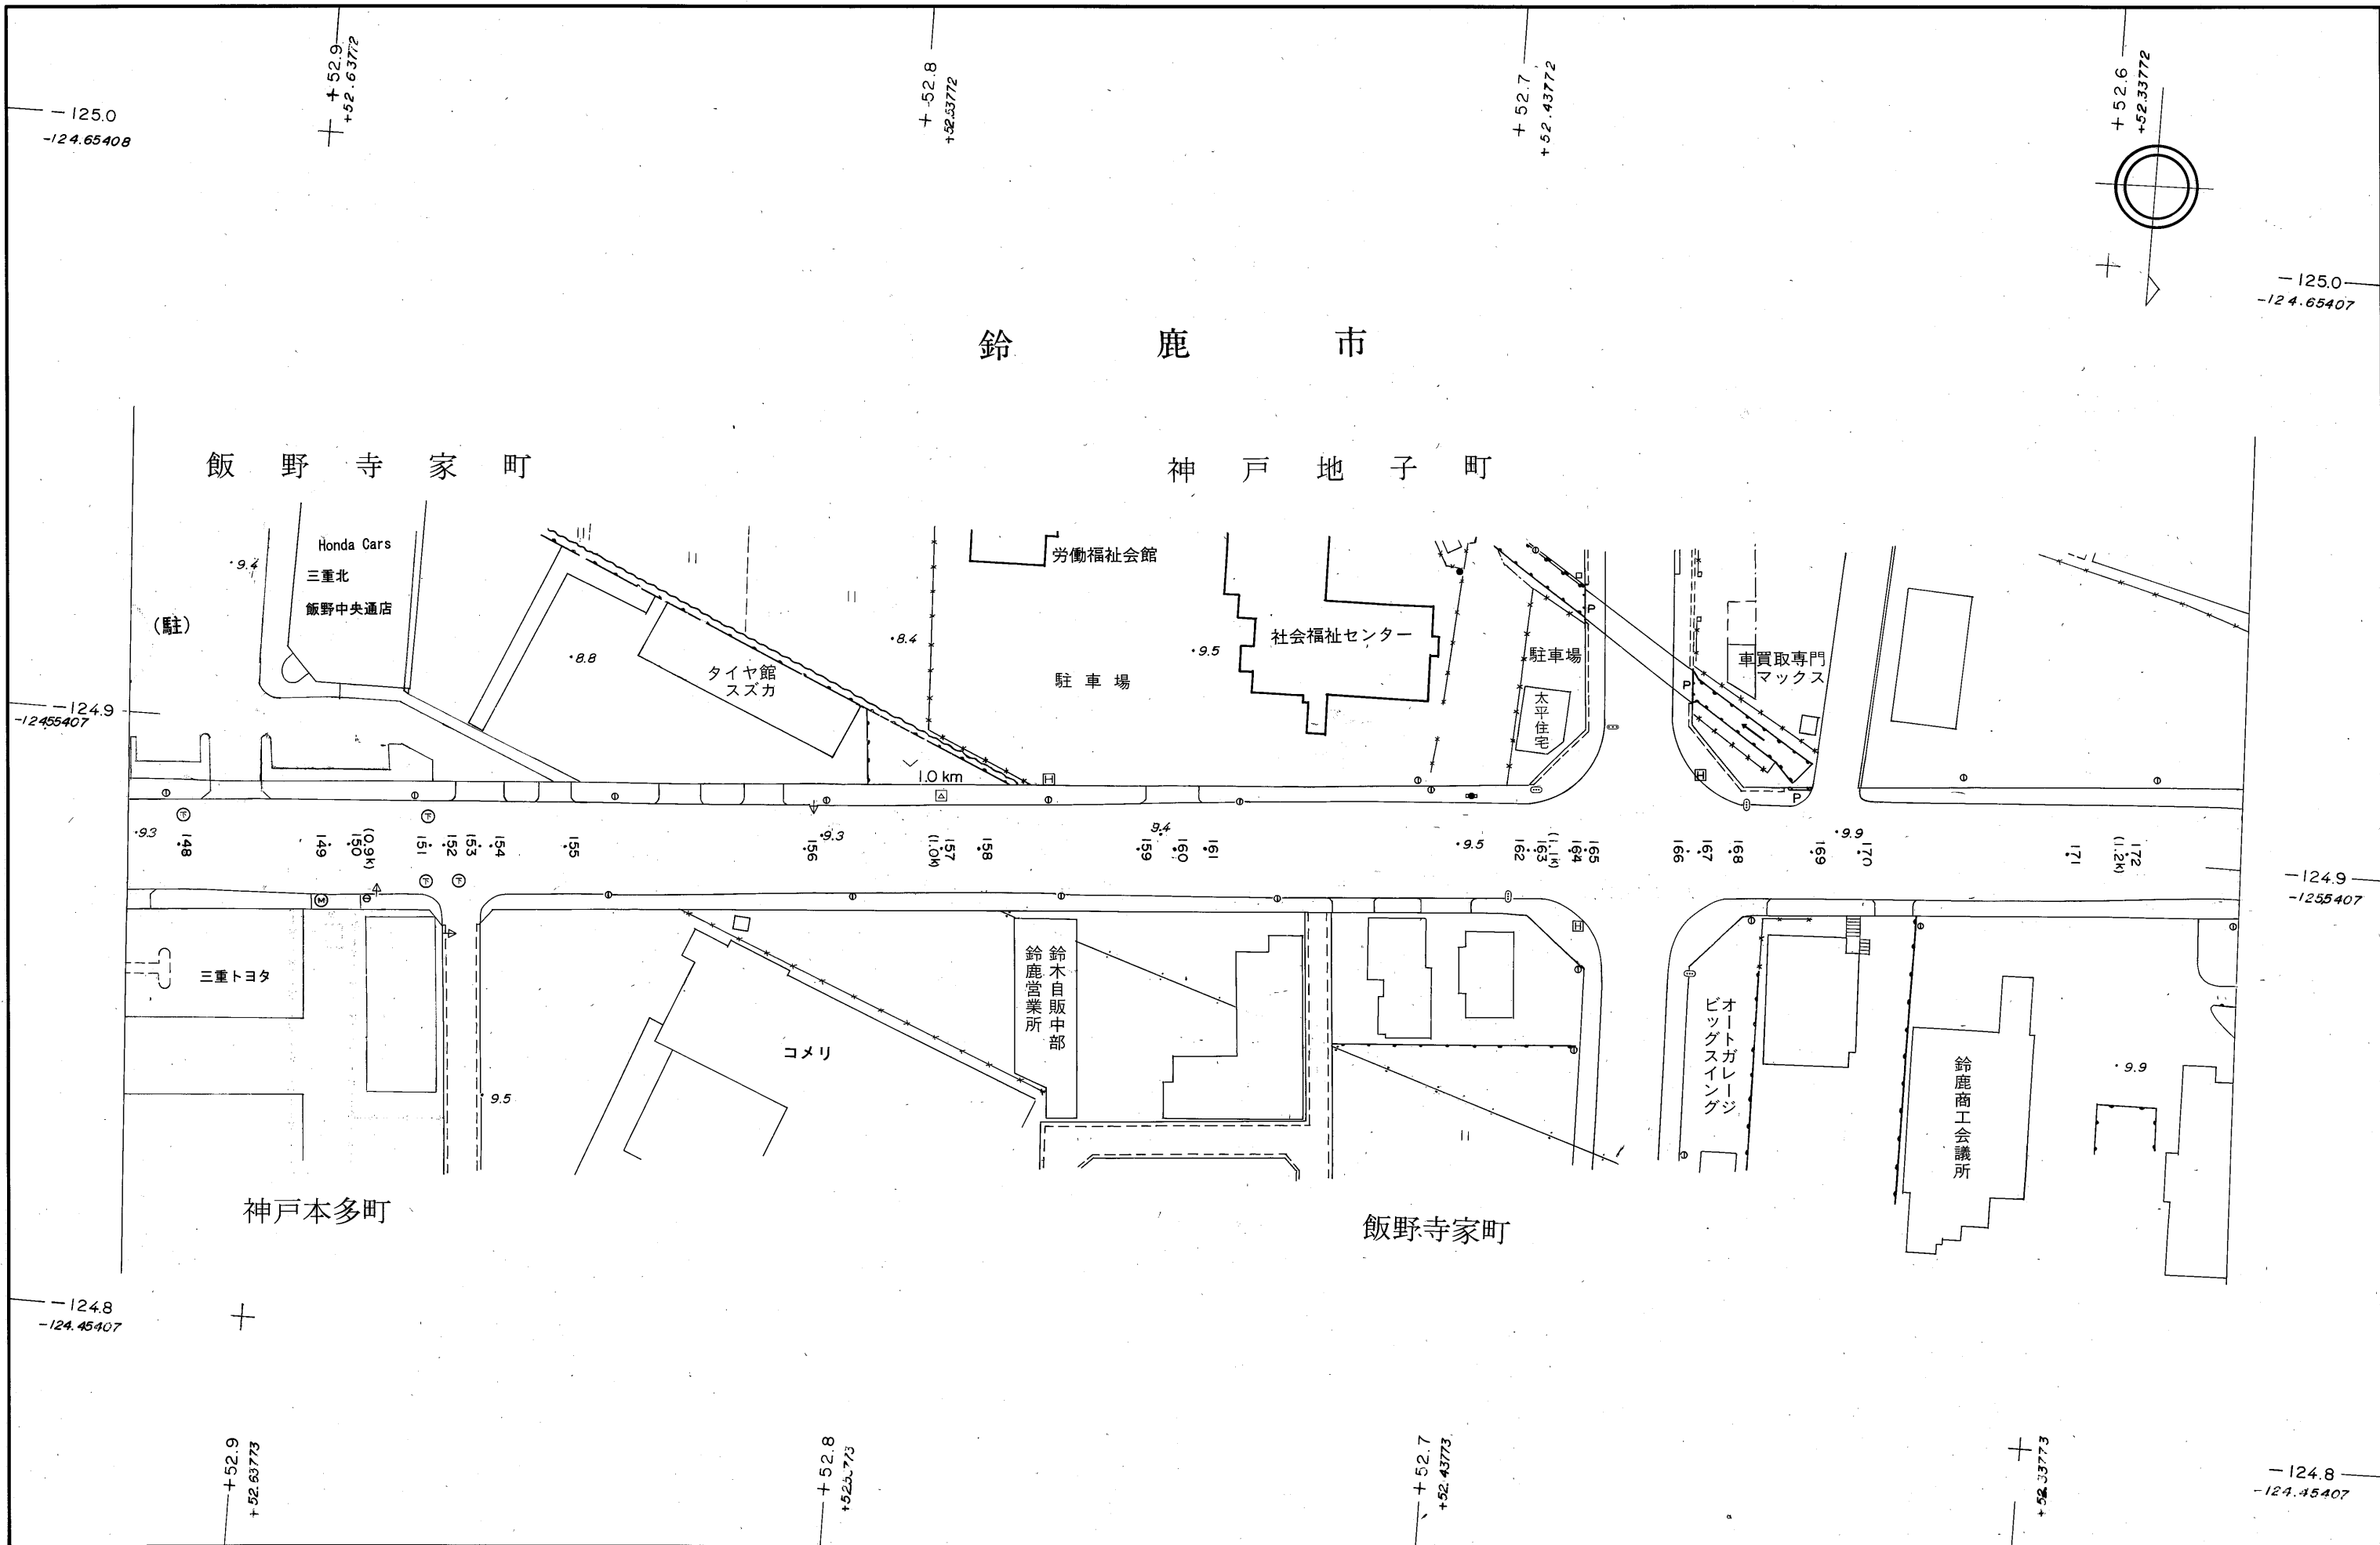 +52.9
+52.63772
+52.8
+52.53772
+52.7
+52.43772
+52.6
+52.33772
-125.0
-124.65408
-125.0
-124.65407
鈴鹿市
飯野寺家町
神戸地子町
Honda Cars
三重北
飯野中央通店
(駐)
・9.4
・8.8
タイヤ館
スズカ
・8.4
労働福祉会館
駐車場
・9.5
社会福祉センター
駐車場
太平住宅
P
P
P
車買取専門
マックス
-124.9
-12455407
1.0 km
H
H
下
下
・9.3
148
149
150
(0.9k)
151
152
153
154
155
156
・9.3
(1.0k)
157
158
9.4
159
160
161
・9.5
162
163
(1.1k)
164
165
166
167
168
169
・9.9
170
171
(1.2k)
172
-124.9
-1255407
下
下
M
H
三重トヨタ
・9.5
コメリ
鈴木自販中部
鈴鹿営業所
オートガレージ
ビッグスイング
鈴鹿商工会議所
・9.9
神戸本多町
飯野寺家町
-124.8
-124.45407
-124.8
-124.45407
+52.9
+52.63773
+52.8
+52.7
+52.43773